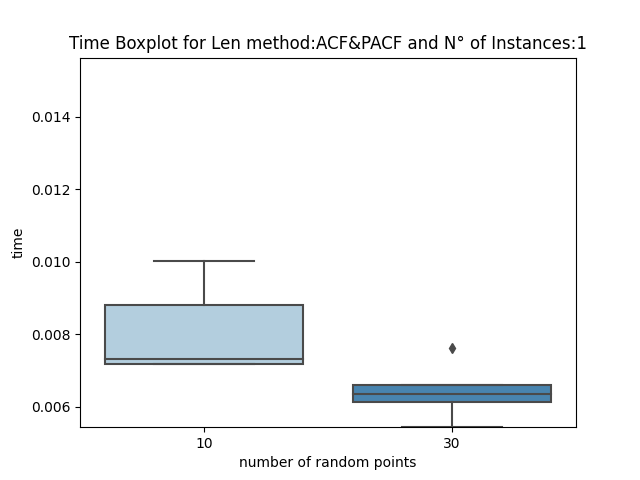 Time Boxplot for Len method:ACF&PACF and N° of Instances:1
0.014
0.012
0.010
0.008
0.006
time
10
30
number of random points